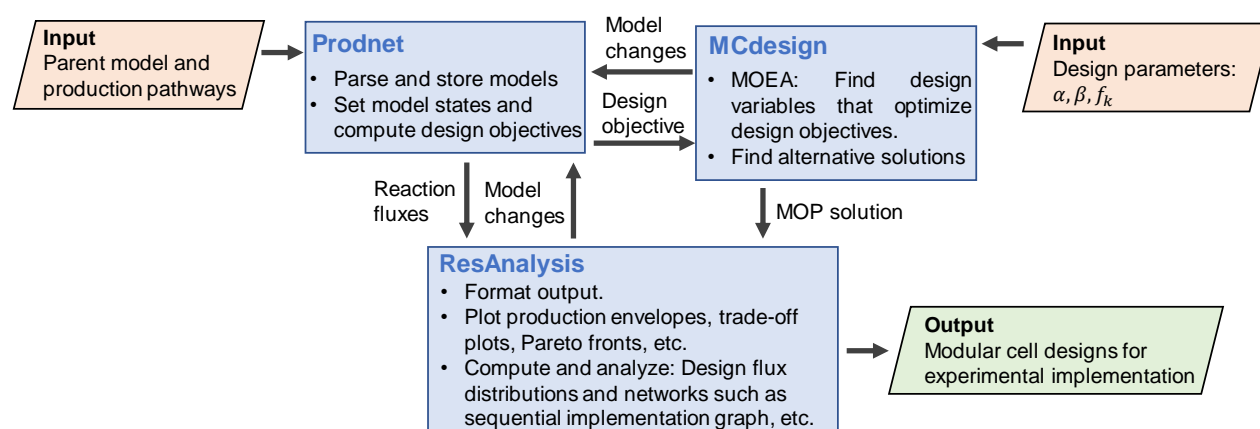 Input
Parent model and
production pathways
Prodnet
• Parse and store models
• Set model states and
compute design objectives
Model
changes
Design
objective
MCdesign
• MOEA: Find design
variables that optimize
design objectives.
• Find alternative solutions
Input
Design parameters:
α, β, f_k
Reaction
fluxes
Model
changes
MOP solution
ResAnalysis
• Format output.
• Plot production envelopes, trade-off
plots, Pareto fronts, etc.
• Compute and analyze: Design flux
distributions and networks such as
sequential implementation graph, etc.
Output
Modular cell designs for
experimental implementation